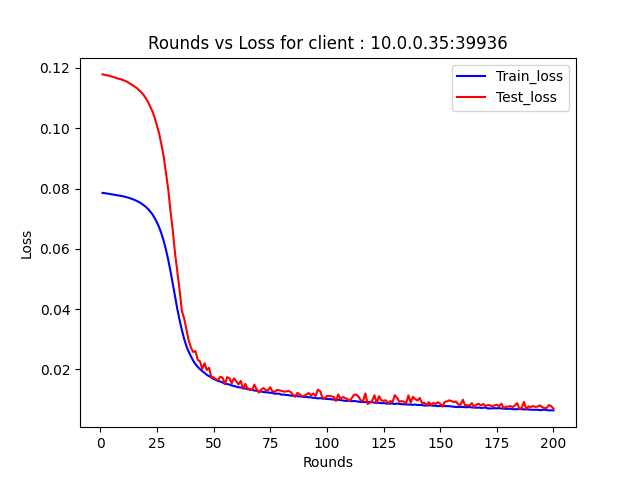 Rounds vs Loss for client : 10.0.0.35:39936
Train_loss
Test_loss
0.12
0.10
0.08
0.06
0.04
0.02
Loss
0 25 50 75 100 125 150 175 200
Rounds